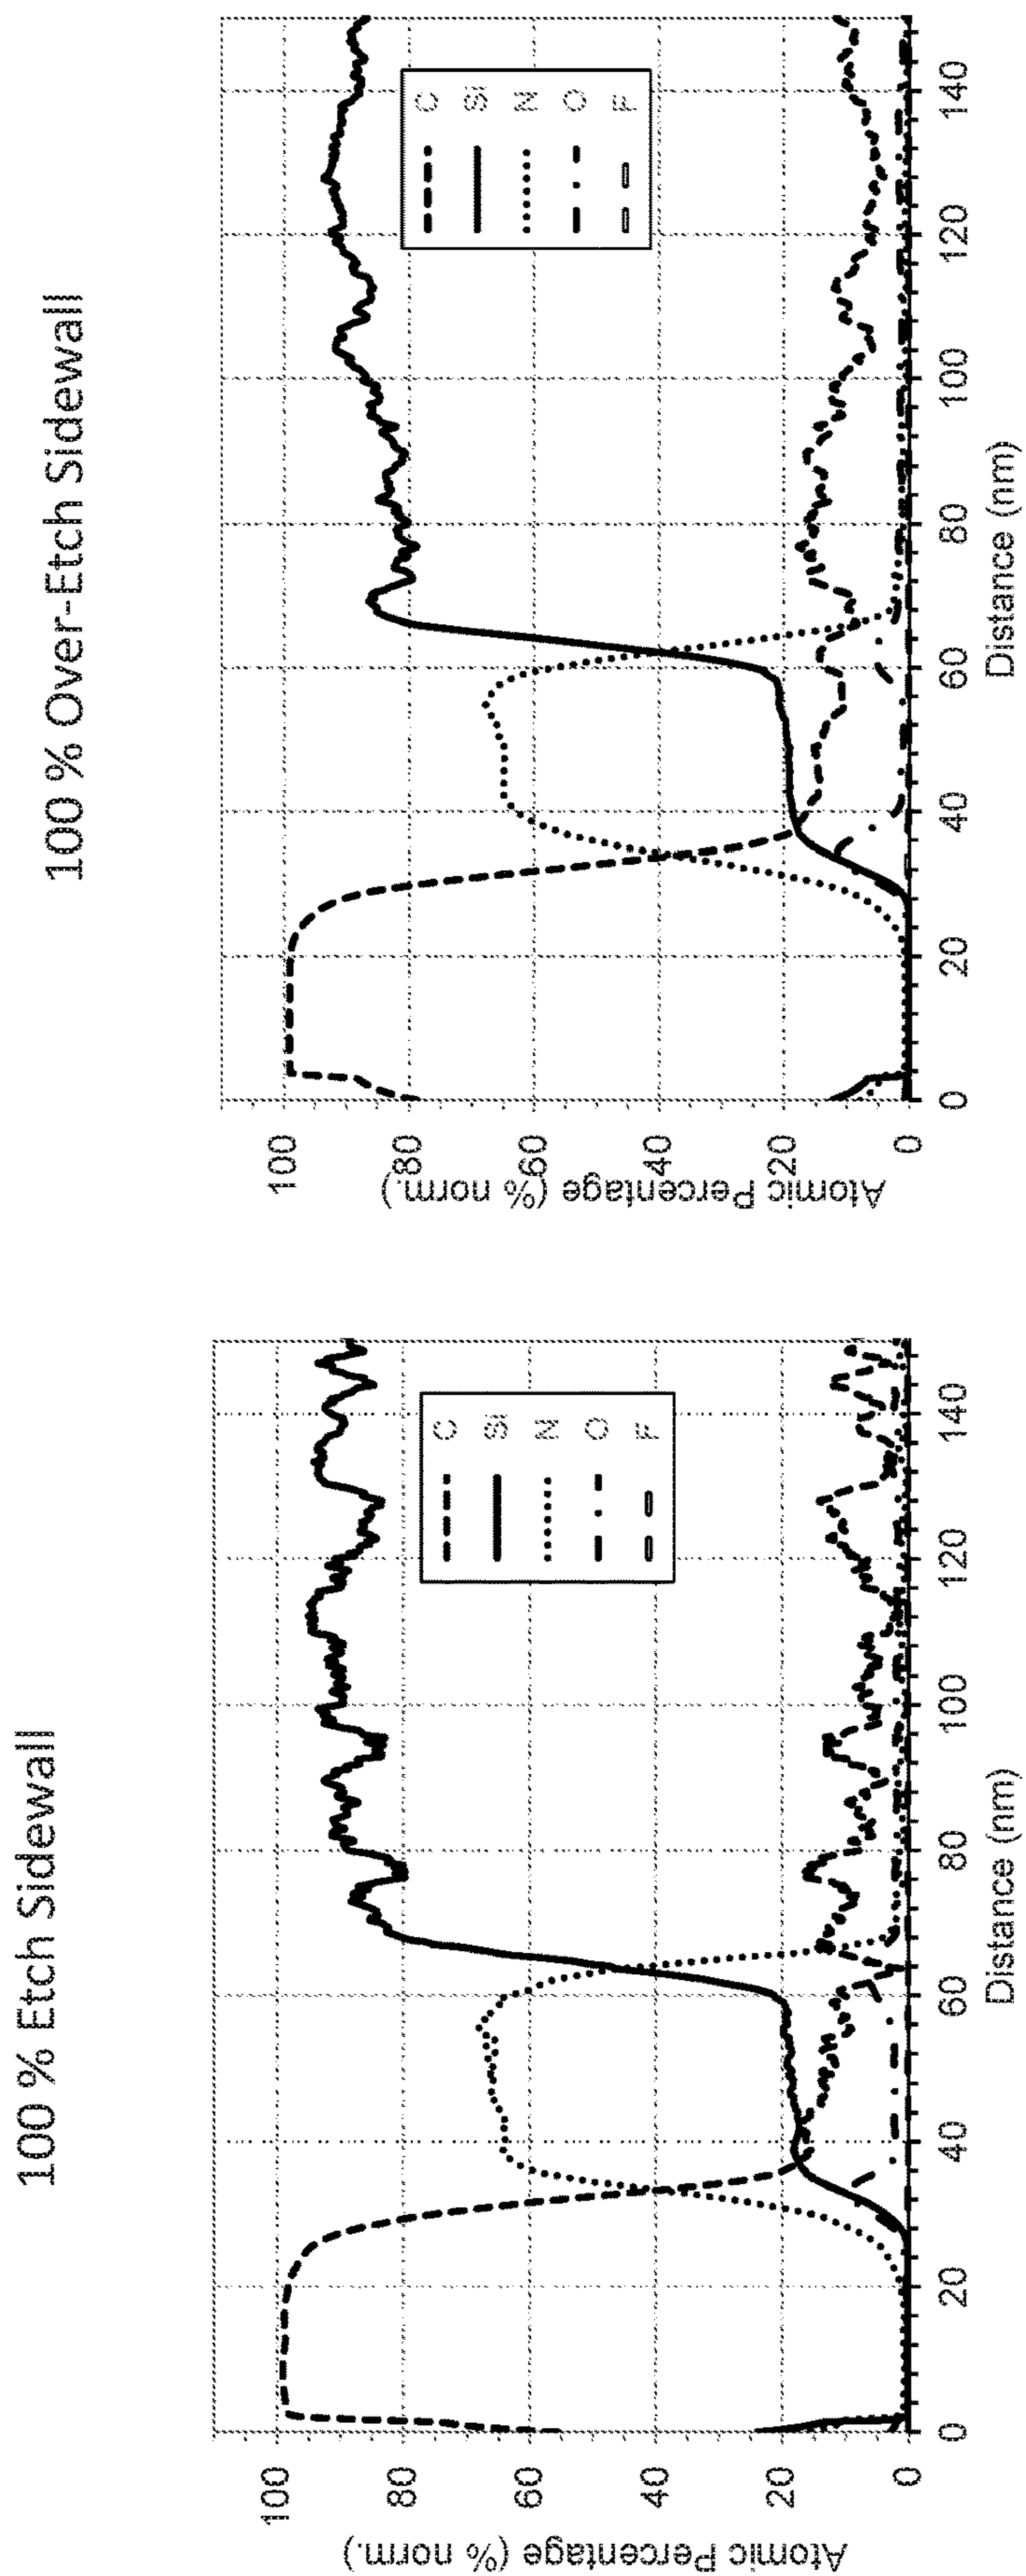 100 % Etch Sidewall
Atomic Percentage (% norm.)
100
80
60
40
20
0
C
Si
N
O
F
0 20 40 60 80 100 120 140
Distance (nm)
100 % Over-Etch Sidewall
Atomic Percentage (% norm.)
100
80
60
40
20
0
C
Si
N
O
F
0 20 40 60 80 100 120 140
Distance (nm)